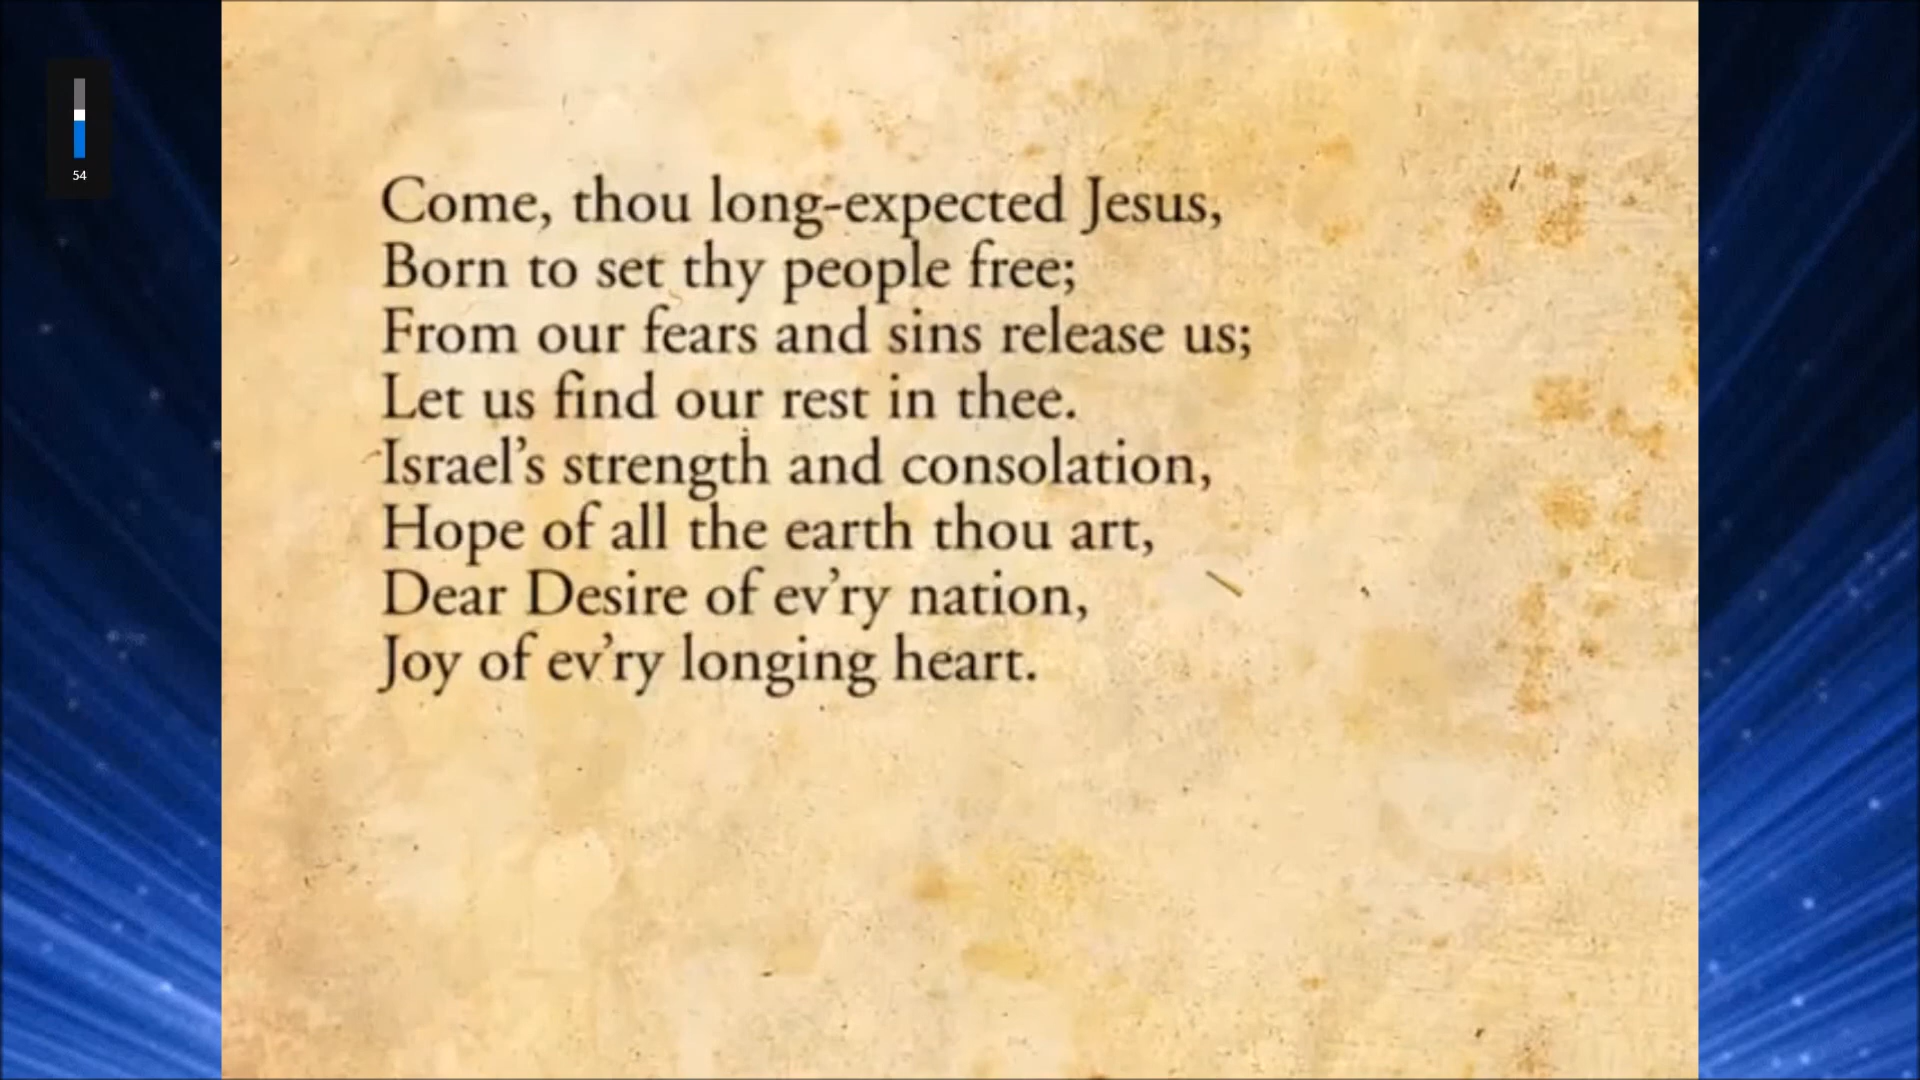 54
Come, thou long-expected Jesus,
Born to set thy people free;
From our fears and sins release us;
Let us find our rest in thee.
Israel’s strength and consolation,
Hope of all the earth thou art,
Dear Desire of ev’ry nation,
Joy of ev’ry longing heart.